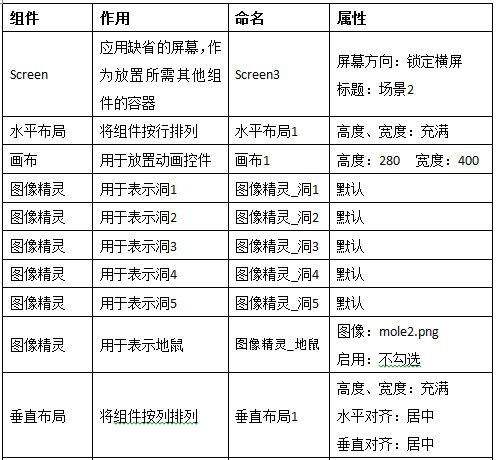 组件 作用 命名 属性
Screen 应用缺省的屏幕，作为放置所需其他组件的容器 Screen3 屏幕方向：锁定横屏 标题：场景2
水平布局 将组件按行排列 水平布局1 高度、宽度：充满
画布 用于放置动画控件 画布1 高度：280 宽度：400
图像精灵 用于表示洞1 图像精灵_洞1 默认
图像精灵 用于表示洞2 图像精灵_洞2 默认
图像精灵 用于表示洞3 图像精灵_洞3 默认
图像精灵 用于表示洞4 图像精灵_洞4 默认
图像精灵 用于表示洞5 图像精灵_洞5 默认
图像精灵 用于表示地鼠 图像精灵_地鼠 图像：mole2.png 启用：不勾选
垂直布局 将组件按列排列 垂直布局1 高度、宽度：充满 水平对齐：居中 垂直对齐：居中